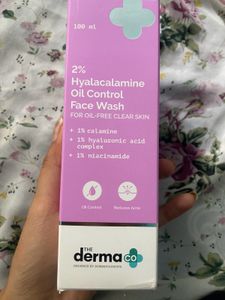 100 ml
co
2%
Hyalacalamine
Oil Control
Face Wash
FOR OIL-FREE CLEAR SKIN
+ 1% calamine
+ 1% hyaluronic acid
complex
+ 1% niacinamide
Oil Control
Reduces Acne
THE
derma co